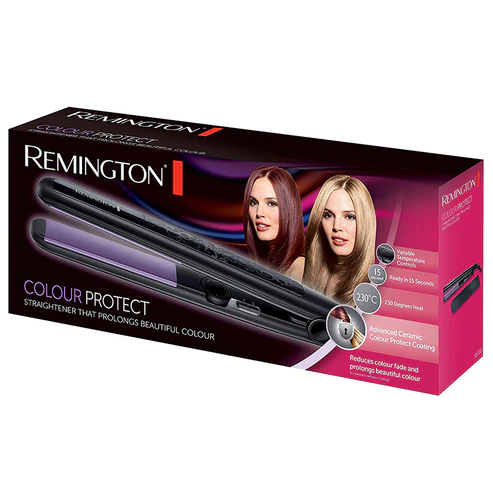 REMINGTON
COLOUR PROTECT
STRAIGHTENER THAT PROLONGS BEAUTIFUL COLOUR
REMINGTON
COLOUR PROTECT
STRAIGHTENER THAT PROLONGS BEAUTIFUL COLOUR
Variable
Temperature
Controls
15
second
Ready in 15 Seconds
230°C
230 Degrees Heat
Advanced Ceramic
Colour Protect Coating
Reduces colour fade and
prolongs beautiful colour
REMINGTON
COLOUR PROTECT